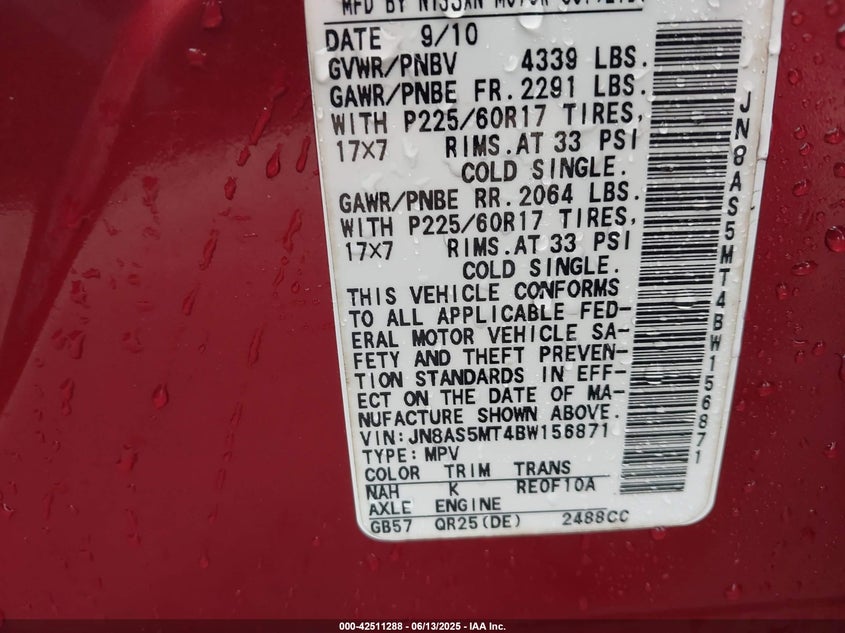 MFD BY NISSAN MOTOR
DATE 9/10
GVWR/PNBV 4339 LBS.
GAWR/PNBE FR. 2291 LBS.
WITH P225/60R17 TIRES,
17X7 RIMS. AT 33 PSI
COLD SINGLE.
GAWR/PNBE RR. 2064 LBS.
WITH P225/60R17 TIRES,
17X7 RIMS. AT 33 PSI
COLD SINGLE.
THIS VEHICLE CONFORMS
TO ALL APPLICABLE FED-
ERAL MOTOR VEHICLE SA-
FETY AND THEFT PREVEN-
TION STANDARDS IN EFF-
ECT ON THE DATE OF MA-
NUFACTURE SHOWN ABOVE.
VIN: JN8AS5MT4BW156871
TYPE: MPV
COLOR TRIM TRANS
NAH K RE0F10A
AXLE ENGINE
GB57 QR25(DE) 2488CC
JN8AS5MT4BW156871
000-42511288 - 06/13/2025 - IAA Inc.